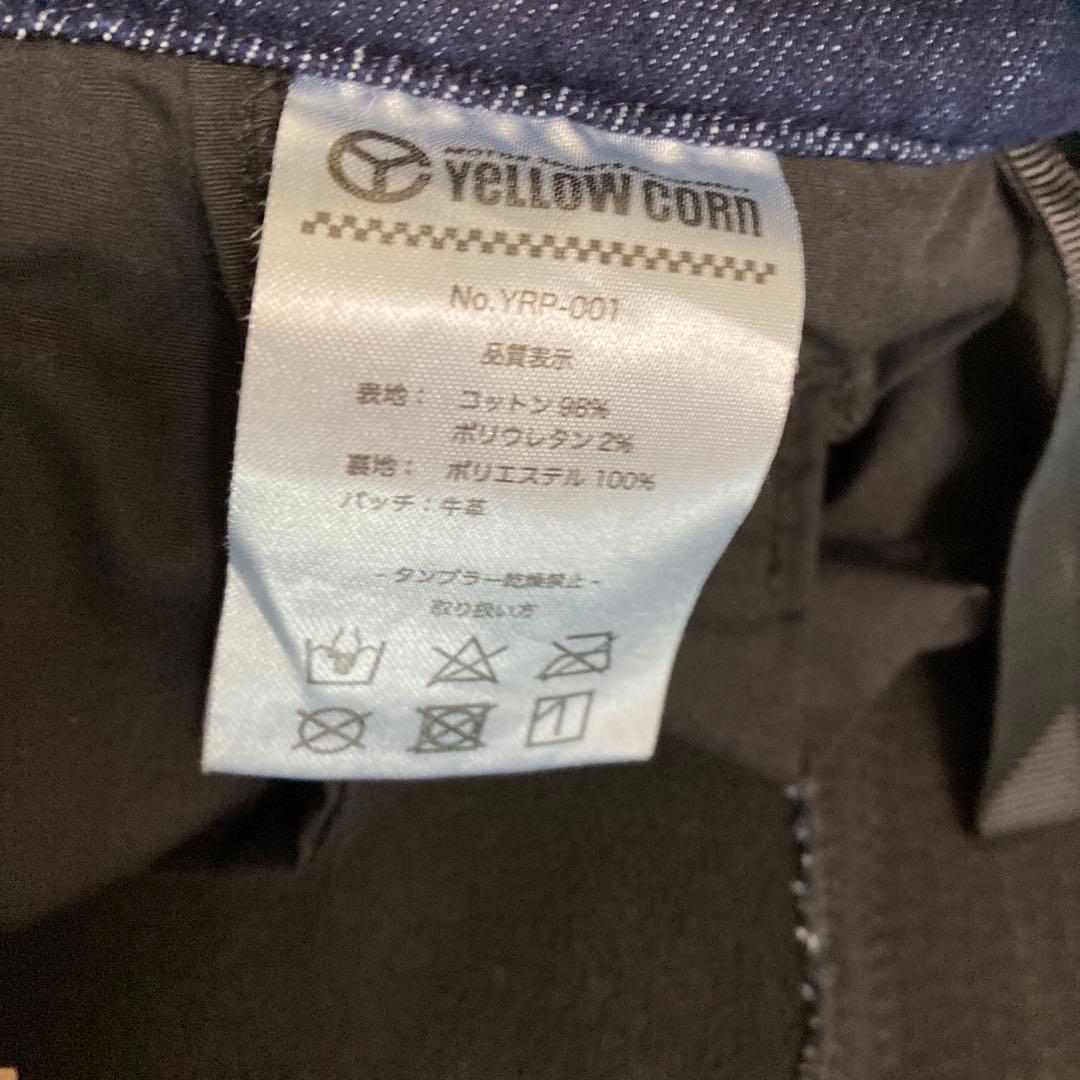 YELLOW CORN
No.YRP-001
品質表示
表地： コットン 98%
ポリウレタン 2%
裏地： ポリエステル 100%
パッチ：牛革
- タンブラー乾燥禁止 -
取り扱い方